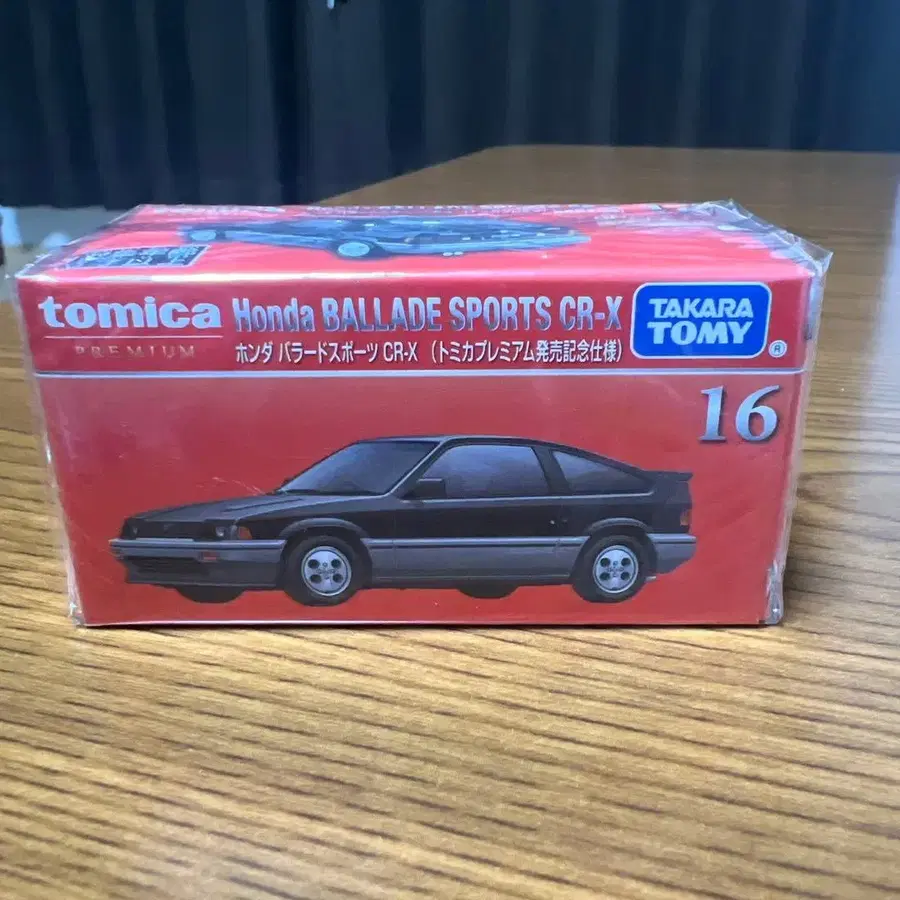 tomica
PREMIUM
Honda BALLADE SPORTS CR-X
ホンダ バラードスポーツ CR-X （トミカプレミアム発売記念仕様）
TAKARA
TOMY
®
16